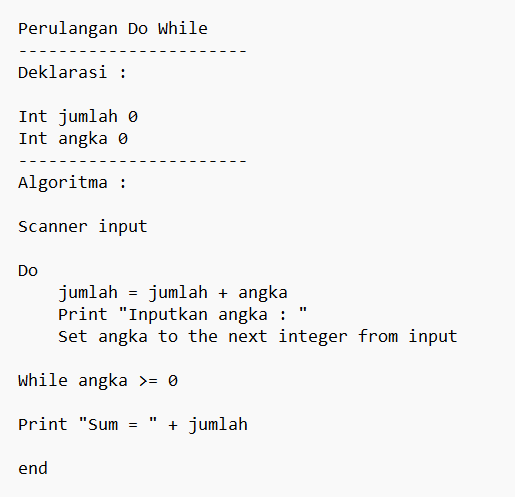 Perulangan Do While
-----------------------
Deklarasi :
Int jumlah 0
Int angka 0
-----------------------
Algoritma :
Scanner input
Do
    jumlah = jumlah + angka
    Print "Inputkan angka : "
    Set angka to the next integer from input
While angka >= 0
Print "Sum = " + jumlah
end